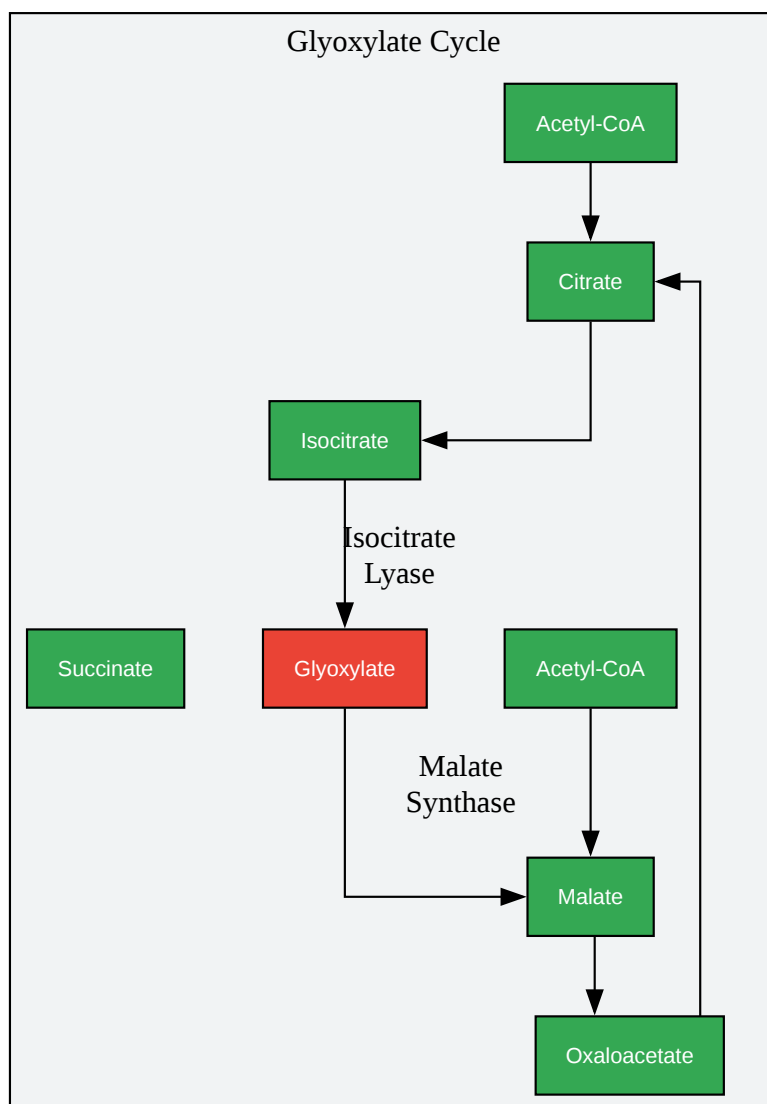 Glyoxylate Cycle
Acetyl-CoA
Citrate
Isocitrate
Isocitrate
Lyase
Succinate
Glyoxylate
Acetyl-CoA
Malate
Synthase
Malate
Oxaloacetate